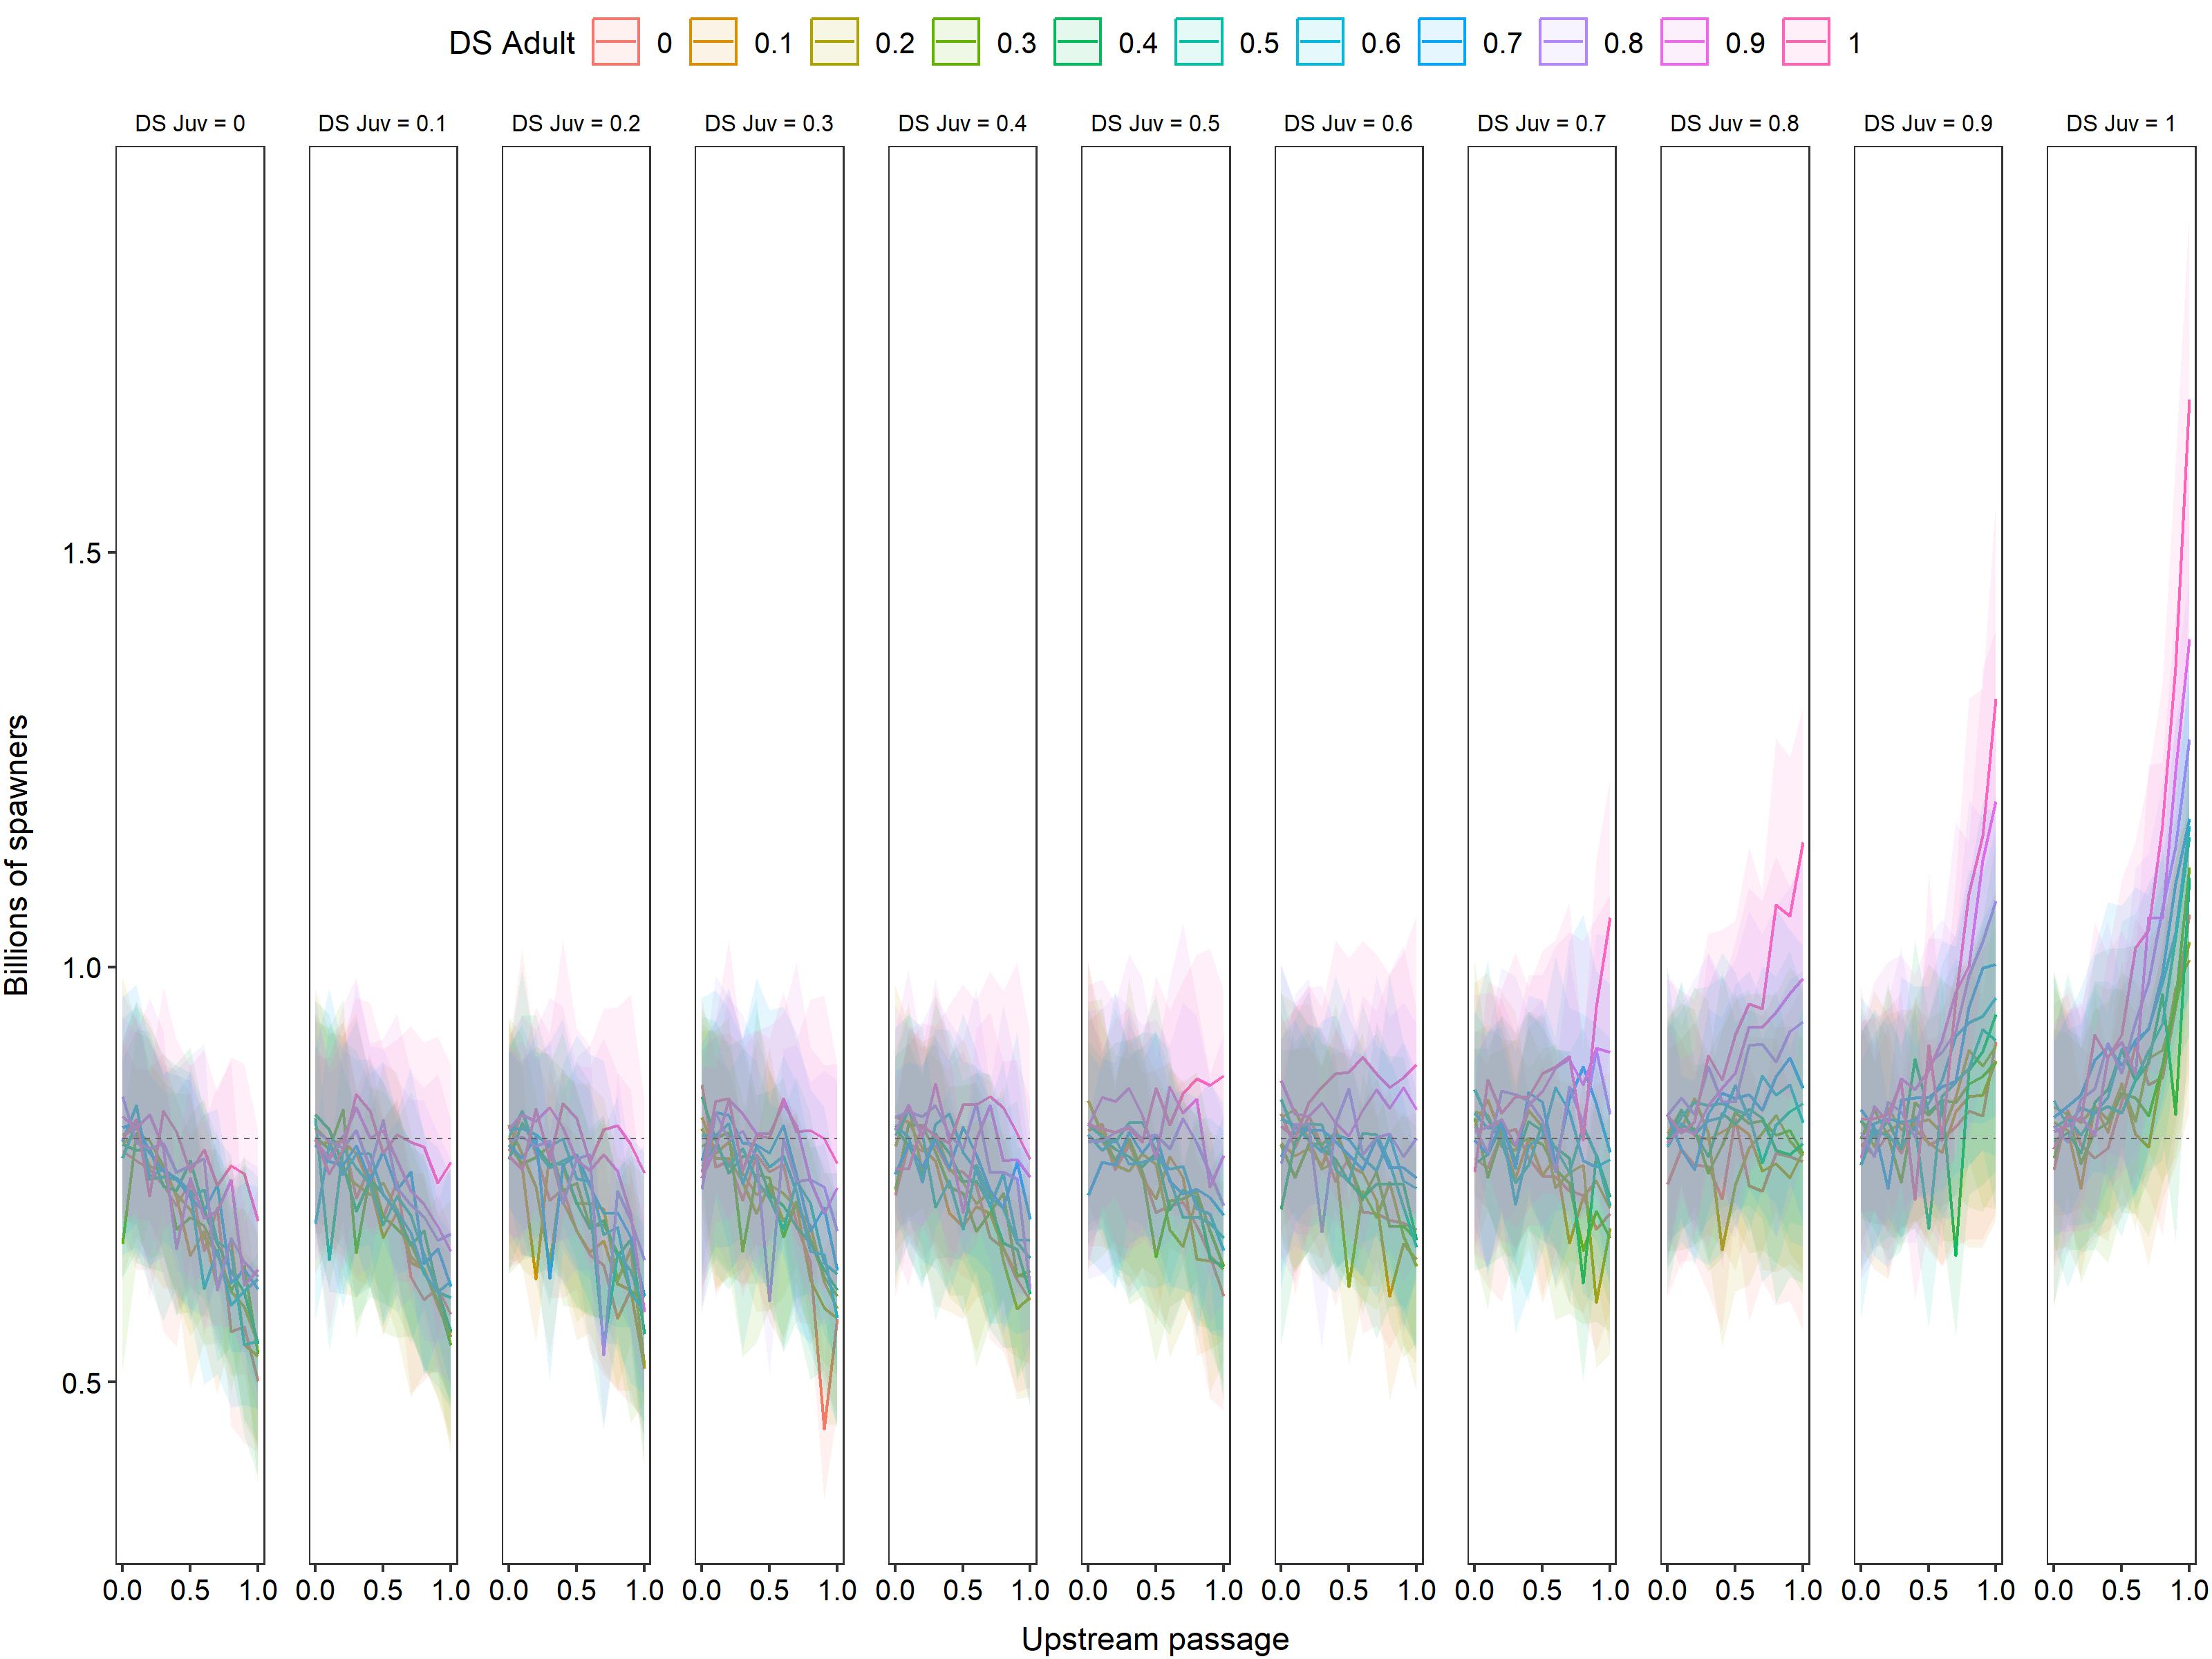 DS Adult 0 0.1 0.2 0.3 0.4 0.5 0.6 0.7 0.8 0.9 1
DS Juv = 0 DS Juv = 0.1 DS Juv = 0.2 DS Juv = 0.3 DS Juv = 0.4 DS Juv = 0.5 DS Juv = 0.6 DS Juv = 0.7 DS Juv = 0.8 DS Juv = 0.9 DS Juv = 1
Billions of spawners
1.5
1.0
0.5
0.0 0.5 1.0 0.0 0.5 1.0 0.0 0.5 1.0 0.0 0.5 1.0 0.0 0.5 1.0 0.0 0.5 1.0 0.0 0.5 1.0 0.0 0.5 1.0 0.0 0.5 1.0 0.0 0.5 1.0 0.0 0.5 1.0
Upstream passage